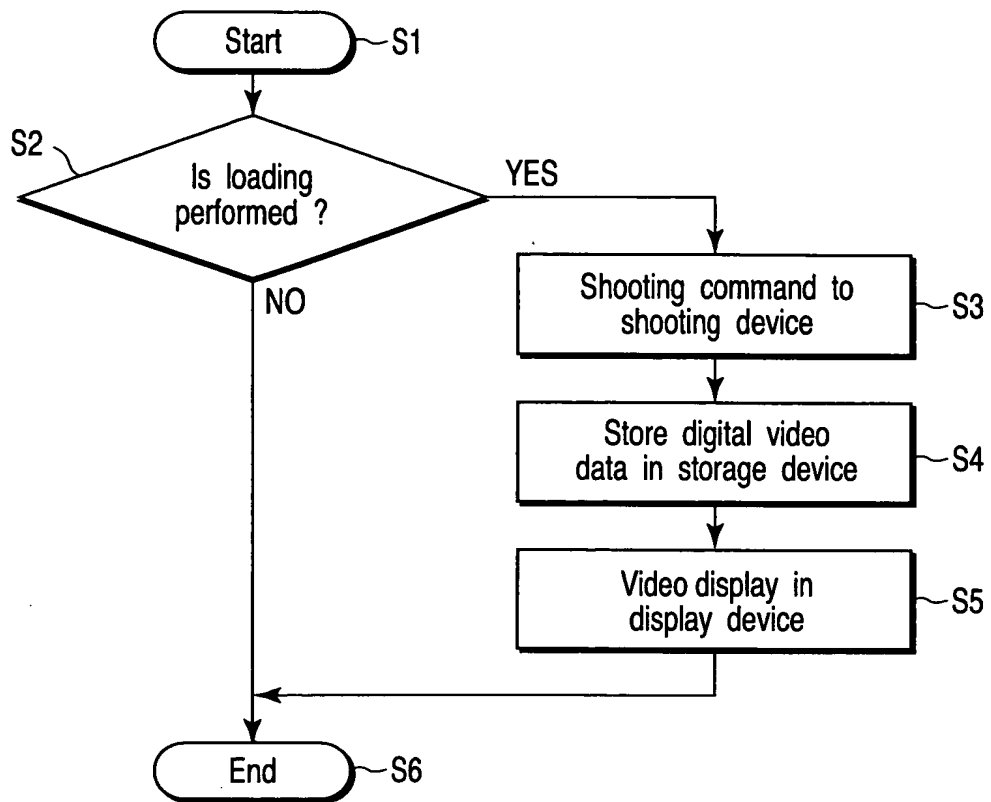 Start
S1
S2
Is loading
performed ?
YES
NO
Shooting command to
shooting device
S3
Store digital video
data in storage device
S4
Video display in
display device
S5
End
S6